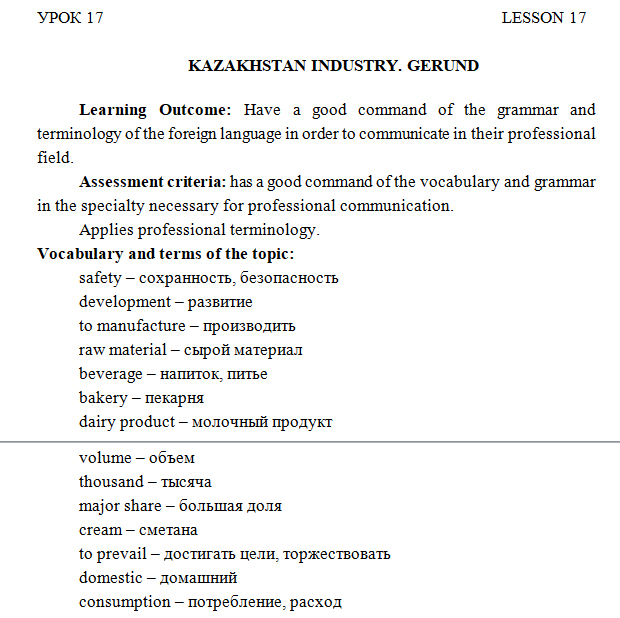 УРОК 17 LESSON 17
KAZAKHSTAN INDUSTRY. GERUND
Learning Outcome: Have a good command of the grammar and
terminology of the foreign language in order to communicate in their professional
field.
Assessment criteria: has a good command of the vocabulary and grammar
in the specialty necessary for professional communication.
Applies professional terminology.
Vocabulary and terms of the topic:
safety – сохранность, безопасность
development – развитие
to manufacture – производить
raw material – сырой материал
beverage – напиток, питье
bakery – пекарня
dairy product – молочный продукт
volume – объем
thousand – тысяча
major share – большая доля
cream – сметана
to prevail – достигать цели, торжествовать
domestic – домашний
consumption – потребление, расход